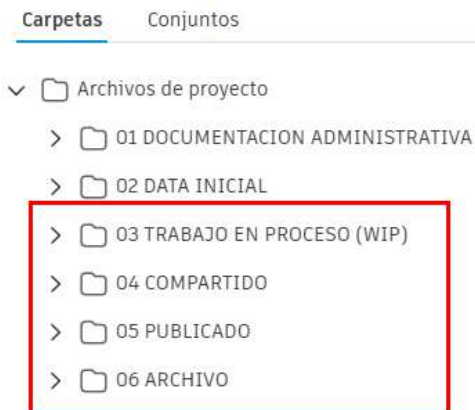 Carpetas Conjuntos
Archivos de proyecto
01 DOCUMENTACION ADMINISTRATIVA
02 DATA INICIAL
03 TRABAJO EN PROCESO (WIP)
04 COMPARTIDO
05 PUBLICADO
06 ARCHIVO